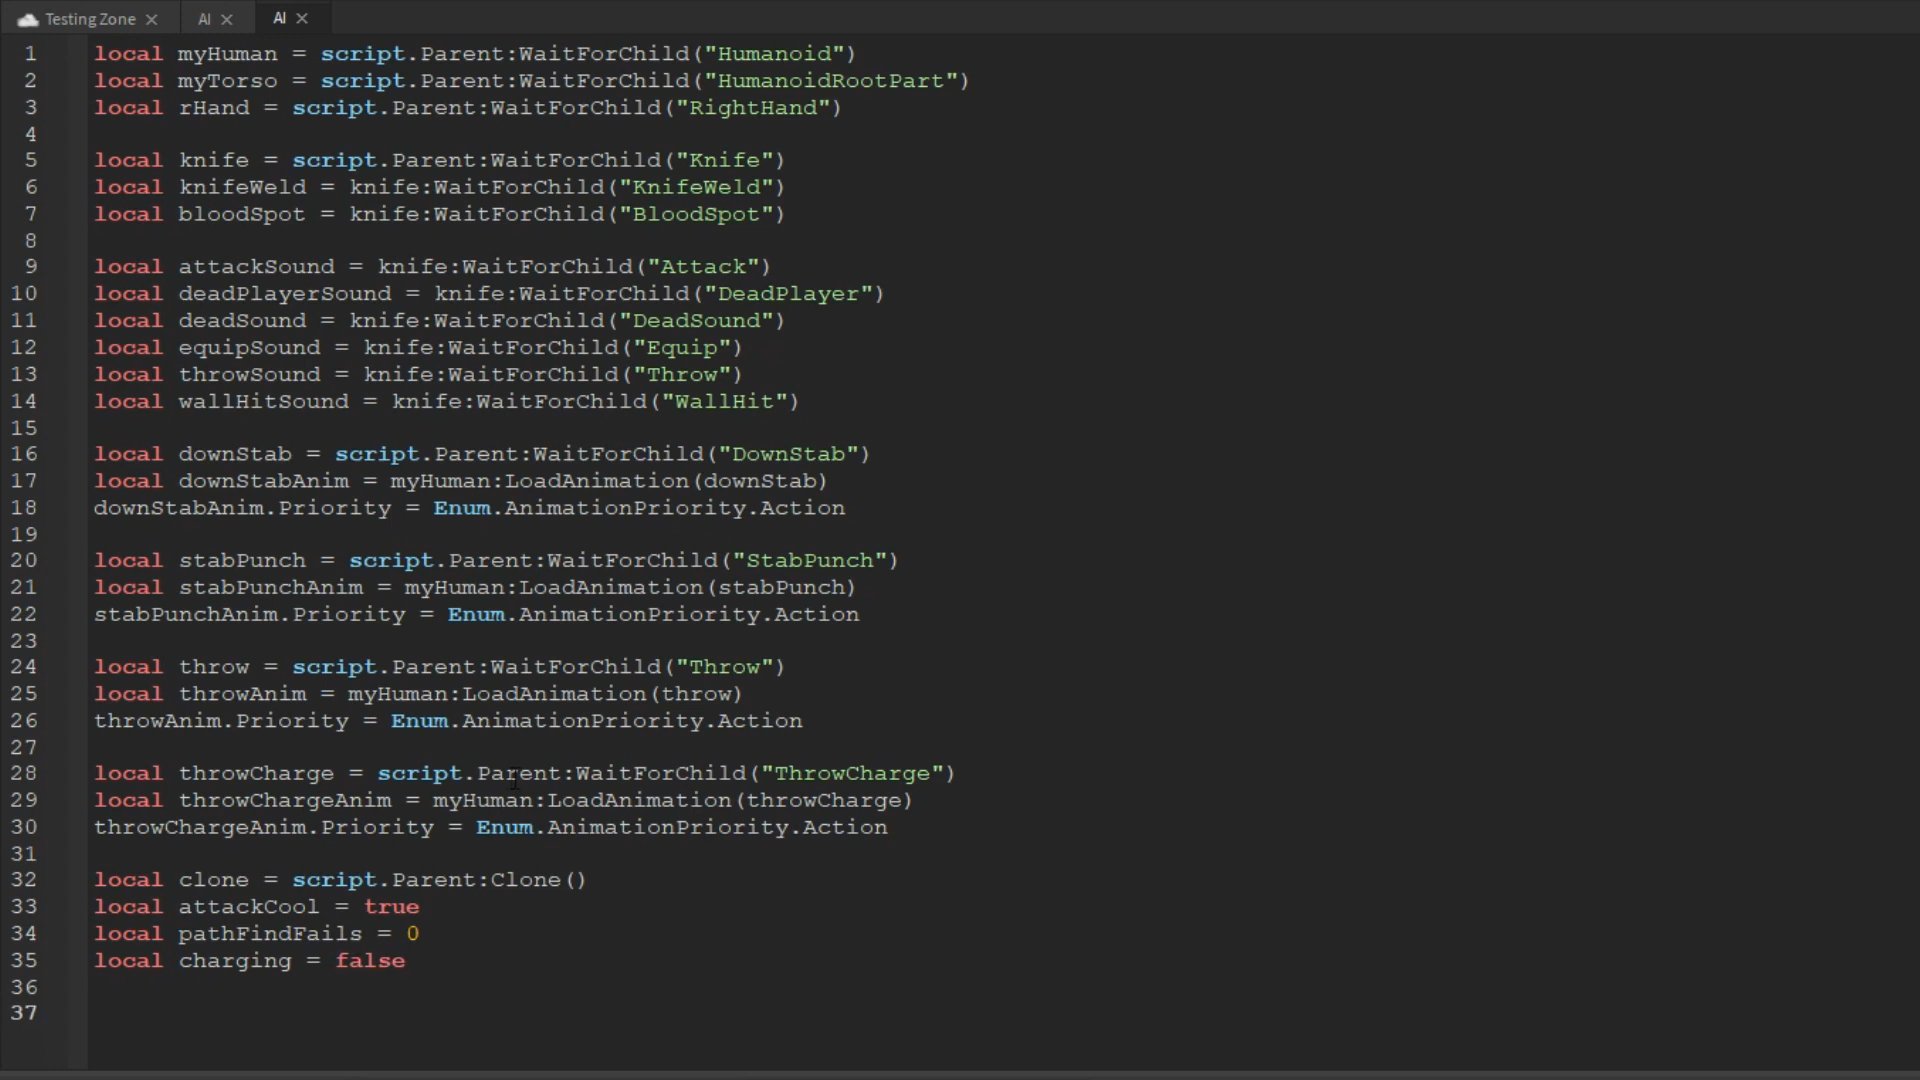 Testing Zone AI AI
1 local myHuman = script.Parent:WaitForChild("Humanoid")
2 local myTorso = script.Parent:WaitForChild("HumanoidRootPart")
3 local rHand = script.Parent:WaitForChild("RightHand")
4
5 local knife = script.Parent:WaitForChild("Knife")
6 local knifeWeld = knife:WaitForChild("KnifeWeld")
7 local bloodSpot = knife:WaitForChild("BloodSpot")
8
9 local attackSound = knife:WaitForChild("Attack")
10 local deadPlayerSound = knife:WaitForChild("DeadPlayer")
11 local deadSound = knife:WaitForChild("DeadSound")
12 local equipSound = knife:WaitForChild("Equip")
13 local throwSound = knife:WaitForChild("Throw")
14 local wallHitSound = knife:WaitForChild("WallHit")
15
16 local downStab = script.Parent:WaitForChild("DownStab")
17 local downStabAnim = myHuman:LoadAnimation(downStab)
18 downStabAnim.Priority = Enum.AnimationPriority.Action
19
20 local stabPunch = script.Parent:WaitForChild("StabPunch")
21 local stabPunchAnim = myHuman:LoadAnimation(stabPunch)
22 stabPunchAnim.Priority = Enum.AnimationPriority.Action
23
24 local throw = script.Parent:WaitForChild("Throw")
25 local throwAnim = myHuman:LoadAnimation(throw)
26 throwAnim.Priority = Enum.AnimationPriority.Action
27
28 local throwCharge = script.Parent:WaitForChild("ThrowCharge")
29 local throwChargeAnim = myHuman:LoadAnimation(throwCharge)
30 throwChargeAnim.Priority = Enum.AnimationPriority.Action
31
32 local clone = script.Parent:Clone()
33 local attackCool = true
34 local pathFindFails = 0
35 local charging = false
36
37